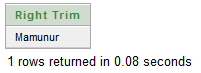 Right Trim
Mamunur
1 rows returned in 0.08 seconds